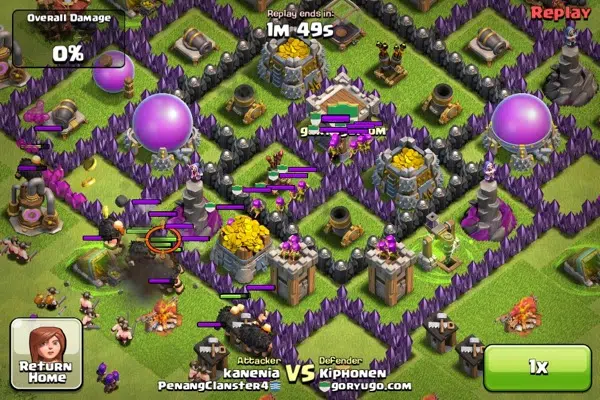 Overall Damage
0%
Replay ends in:
1M 49s
Replay
Return
Home
Attacker
kanenia
PenangClanster4
VS
Defender
Kiphonen
goryugo.com
1x